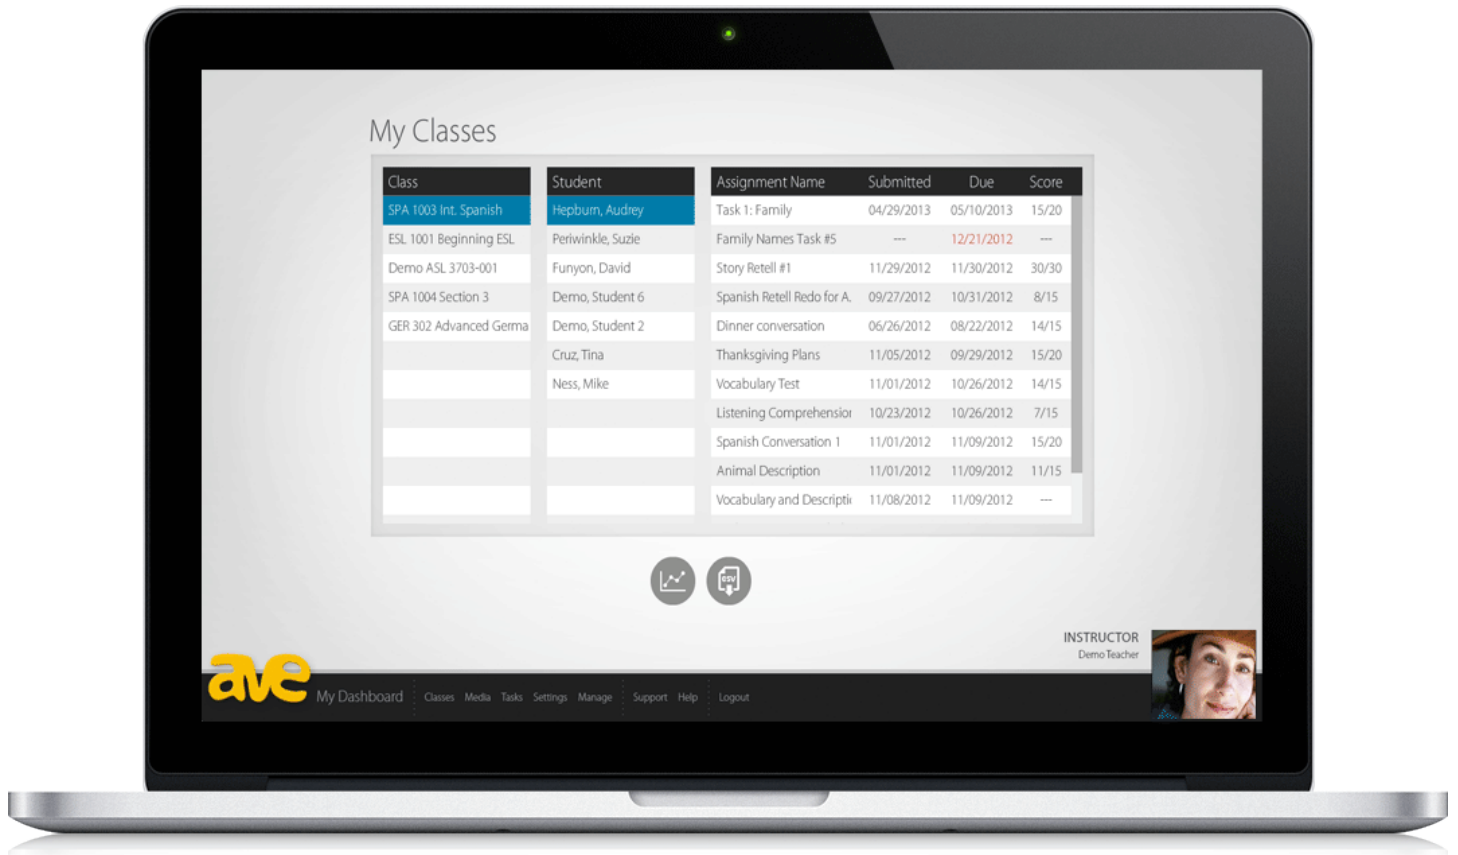 My Classes
Class Student Assignment Name Submitted Due Score
SPA 1003 Int. Spanish Hepburn, Audrey Task 1: Family 04/29/2013 05/10/2013 15/20
ESL 1001 Beginning ESL Periwinkle, Suzie Family Names Task #5 --- 12/21/2012 ---
Demo ASL 3703-001 Funyon, David Story Retell #1 11/29/2012 11/30/2012 30/30
SPA 1004 Section 3 Demo, Student 6 Spanish Retell Redo for A. 09/27/2012 10/31/2012 8/15
GER 302 Advanced Germa Demo, Student 2 Dinner conversation 06/26/2012 08/22/2012 14/15
Cruz, Tina Thanksgiving Plans 11/05/2012 09/29/2012 15/20
Ness, Mike Vocabulary Test 11/01/2012 10/26/2012 14/15
Listening Comprehension 10/23/2012 10/26/2012 7/15
Spanish Conversation 1 11/01/2012 11/09/2012 15/20
Animal Description 11/01/2012 11/09/2012 11/15
Vocabulary and Descripti 11/08/2012 11/09/2012 ---
csv
INSTRUCTOR
Demo Teacher
ave My Dashboard Classes Media Tasks Settings Manage Support Help Logout